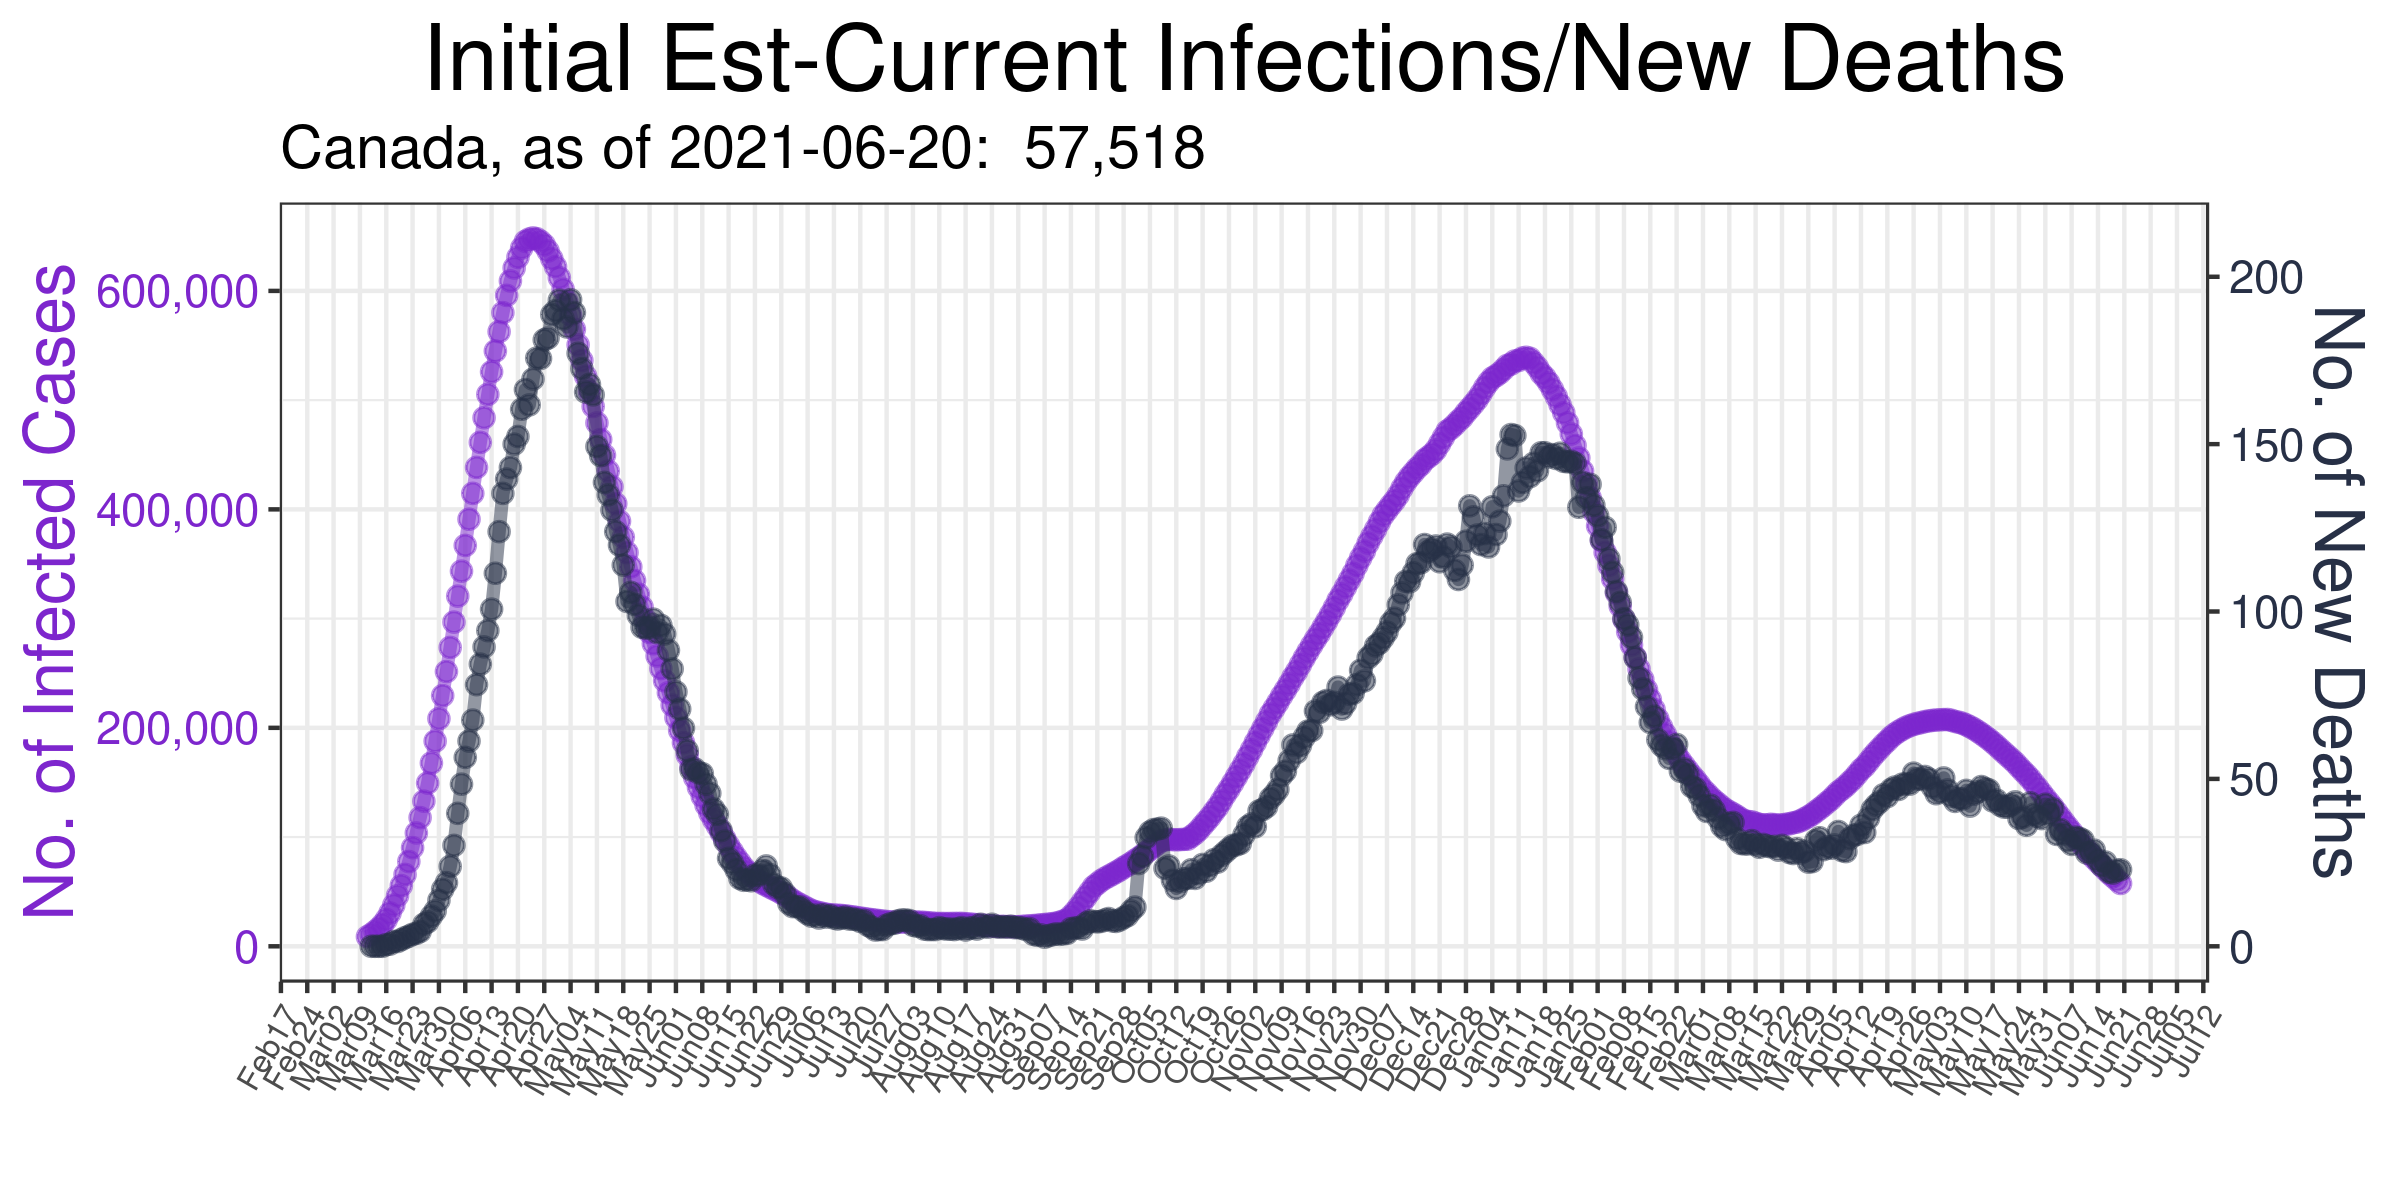 Initial Est-Current Infections/New Deaths
Canada, as of 2021-06-20: 57,518
No. of Infected Cases
600,000
400,000
200,000
0
200
150
100
50
0
No. of New Deaths
Feb17
Feb24
Mar02
Mar09
Mar16
Mar23
Mar30
Apr06
Apr13
Apr20
Apr27
May04
May11
May18
May25
Jun01
Jun08
Jun15
Jun22
Jun29
Jul06
Jul13
Jul20
Jul27
Aug03
Aug10
Aug17
Aug24
Aug31
Sep07
Sep14
Sep21
Sep28
Oct05
Oct12
Oct19
Oct26
Nov02
Nov09
Nov16
Nov23
Nov30
Dec07
Dec14
Dec21
Dec28
Jan04
Jan11
Jan18
Jan25
Feb01
Feb08
Feb15
Feb22
Mar01
Mar08
Mar15
Mar22
Mar29
Apr05
Apr12
Apr19
Apr26
May03
May10
May17
May24
May31
Jun07
Jun14
Jun21
Jun28
Jul05
Jul12